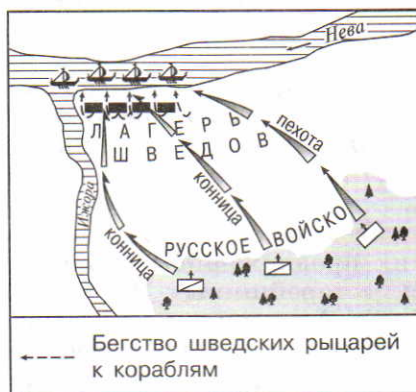 Нева
ЛАГЕРЬ
ШВЕДОВ
пехота
Ижора
конница
конница
РУССКОЕ ВОЙСКО
Бегство шведских рыцарей
к кораблям